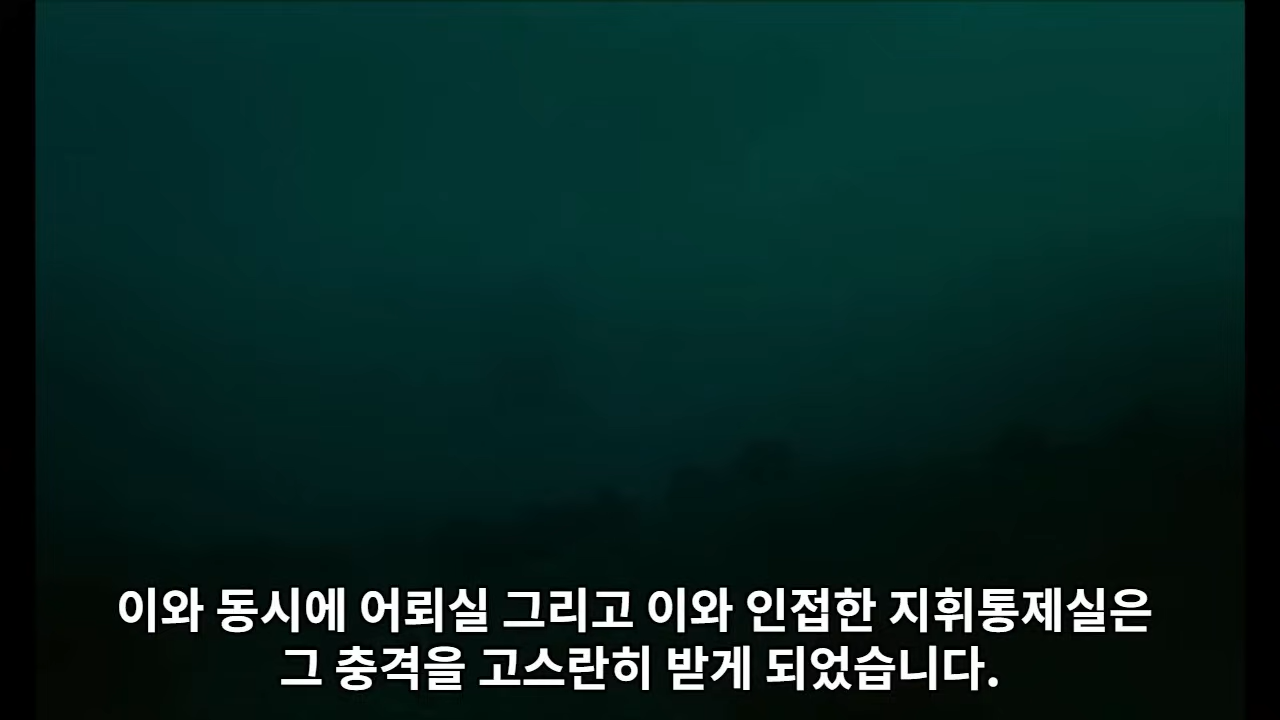 이와 동시에 어뢰실 그리고 이와 인접한 지휘통제실은
그 충격을 고스란히 받게 되었습니다.